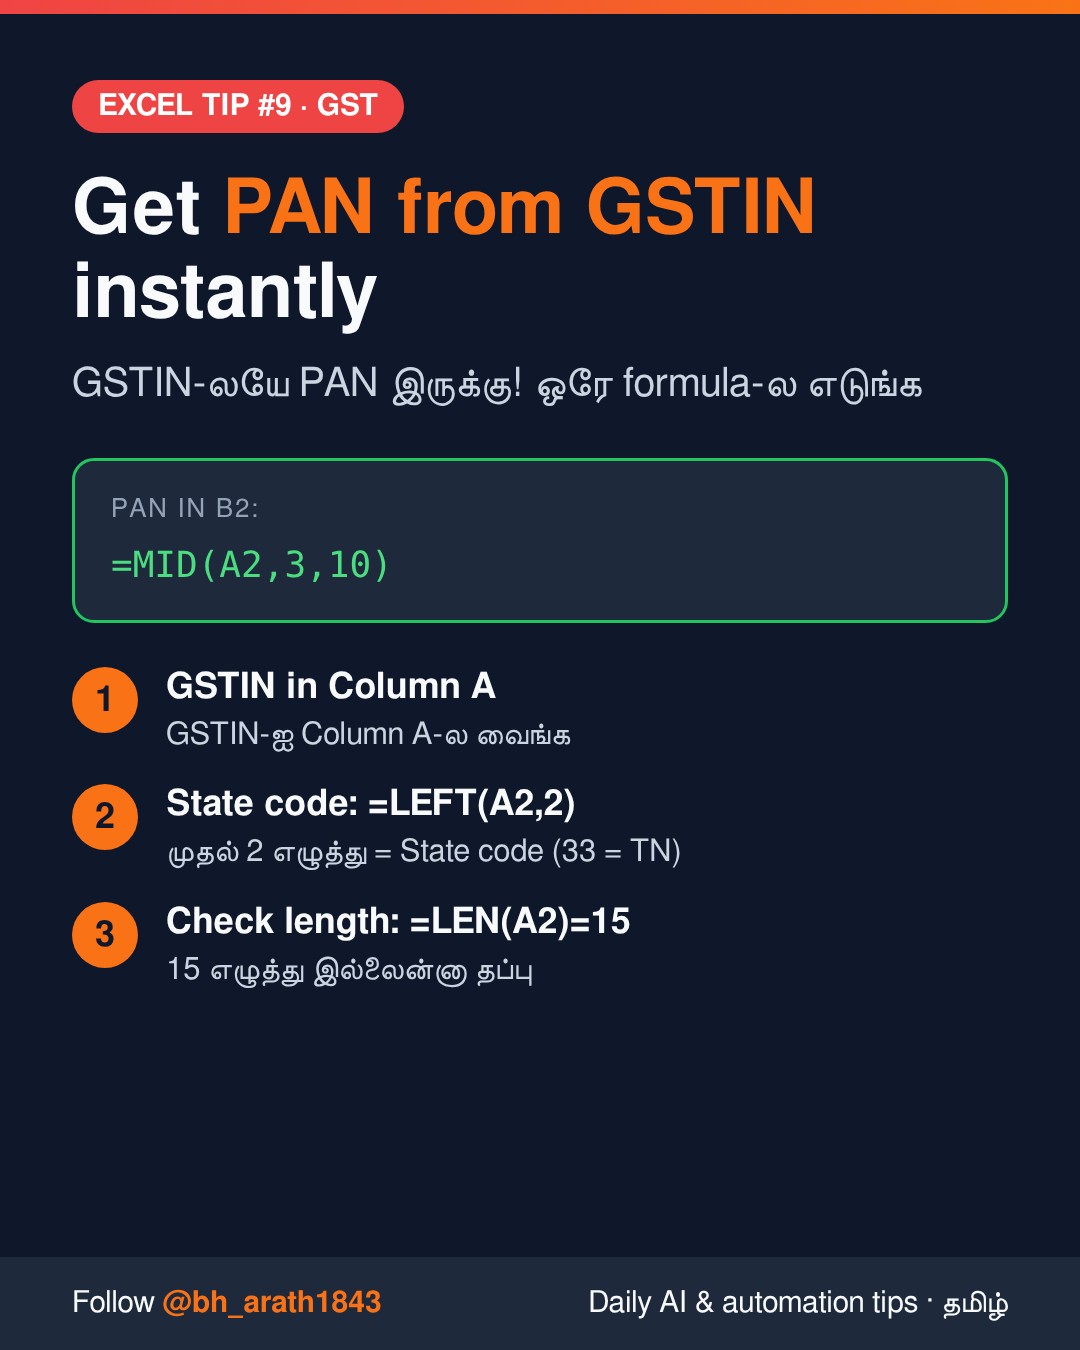 EXCEL TIP #9 · GST
Get PAN from GSTIN
instantly
GSTIN-லயே PAN இருக்கு! ஒரே formula-ல எடுங்க
PAN IN B2:
=MID(A2,3,10)
1 GSTIN in Column A
GSTIN-ஐ Column A-ல வைங்க
2 State code: =LEFT(A2,2)
முதல் 2 எழுத்து = State code (33 = TN)
3 Check length: =LEN(A2)=15
15 எழுத்து இல்லைன்னா தப்பு
Follow @bh_arath1843 Daily AI & automation tips · தமிழ்